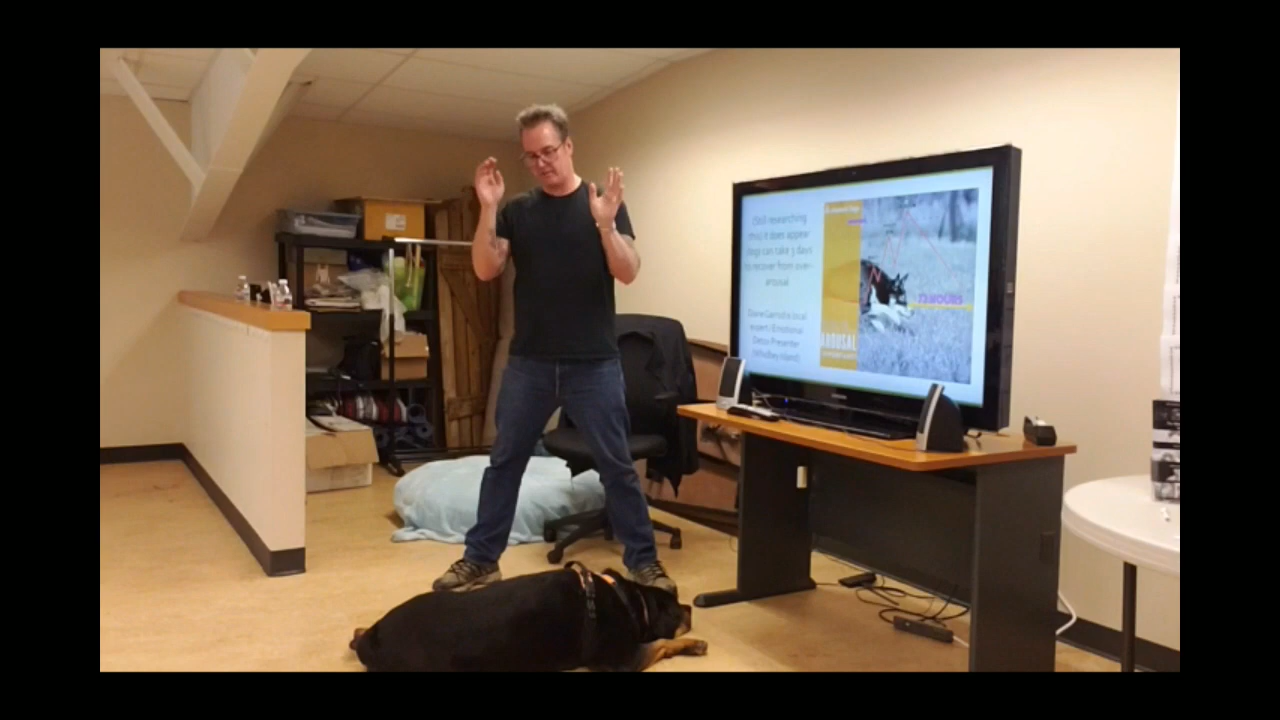 (Still researching
this) it does appear
dogs can take 3 days
to recover from over-
arousal
Diane Garrod is local
expert (Emotional
Detox Presenter
(Whidbey Island)
72 HOURS
AROUSAL